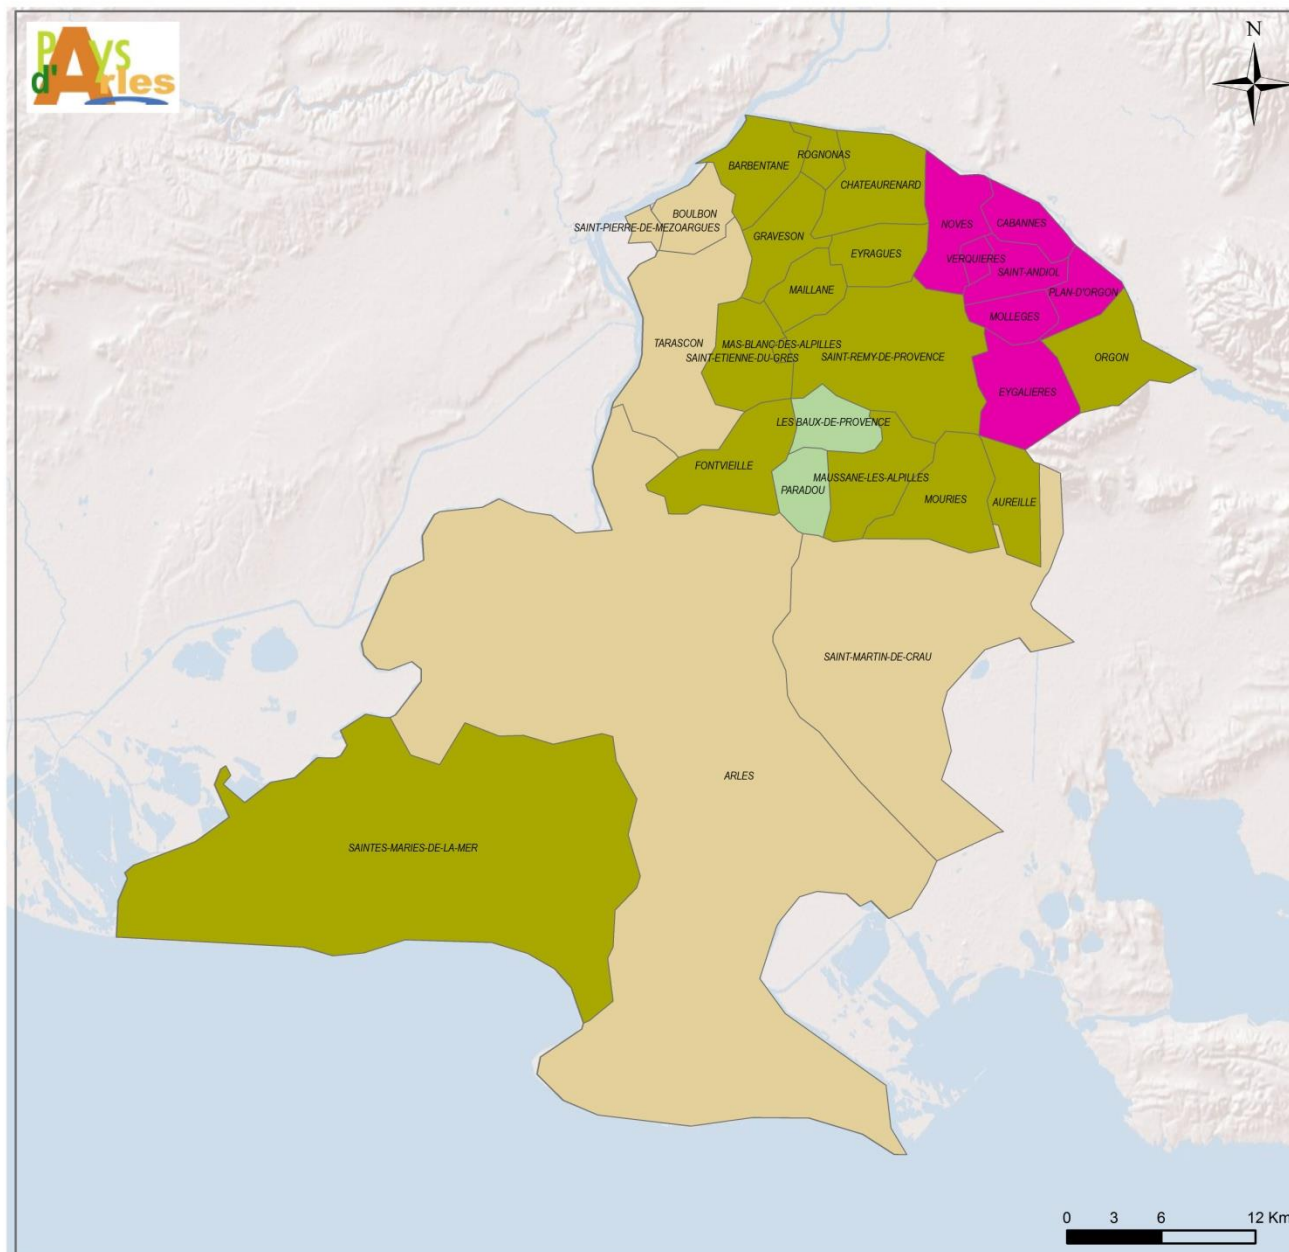 Pays
d'Arles
N
ROGNONAS
BARBENTANE
CHATEAURENARD
BOULBON
SAINT-PIERRE-DE-MEZOARGUES
NOVES
CABANNES
GRAVESON
EYRAGUES
VERQUIERES
SAINT-ANDIOL
MAILLANE
PLAN-D'ORGON
MOLLEGES
TARASCON
MAS-BLANC-DES-ALPILLES
SAINT-ETIENNE-DU-GRES
SAINT-REMY-DE-PROVENCE
ORGON
EYGALIERES
LES BAUX-DE-PROVENCE
FONTVIEILLE
MAUSSANE-LES-ALPILLES
PARADOU
MOURIES
AUREILLE
SAINT-MARTIN-DE-CRAU
ARLES
SAINTES-MARIES-DE-LA-MER
0 3 6 12 Km